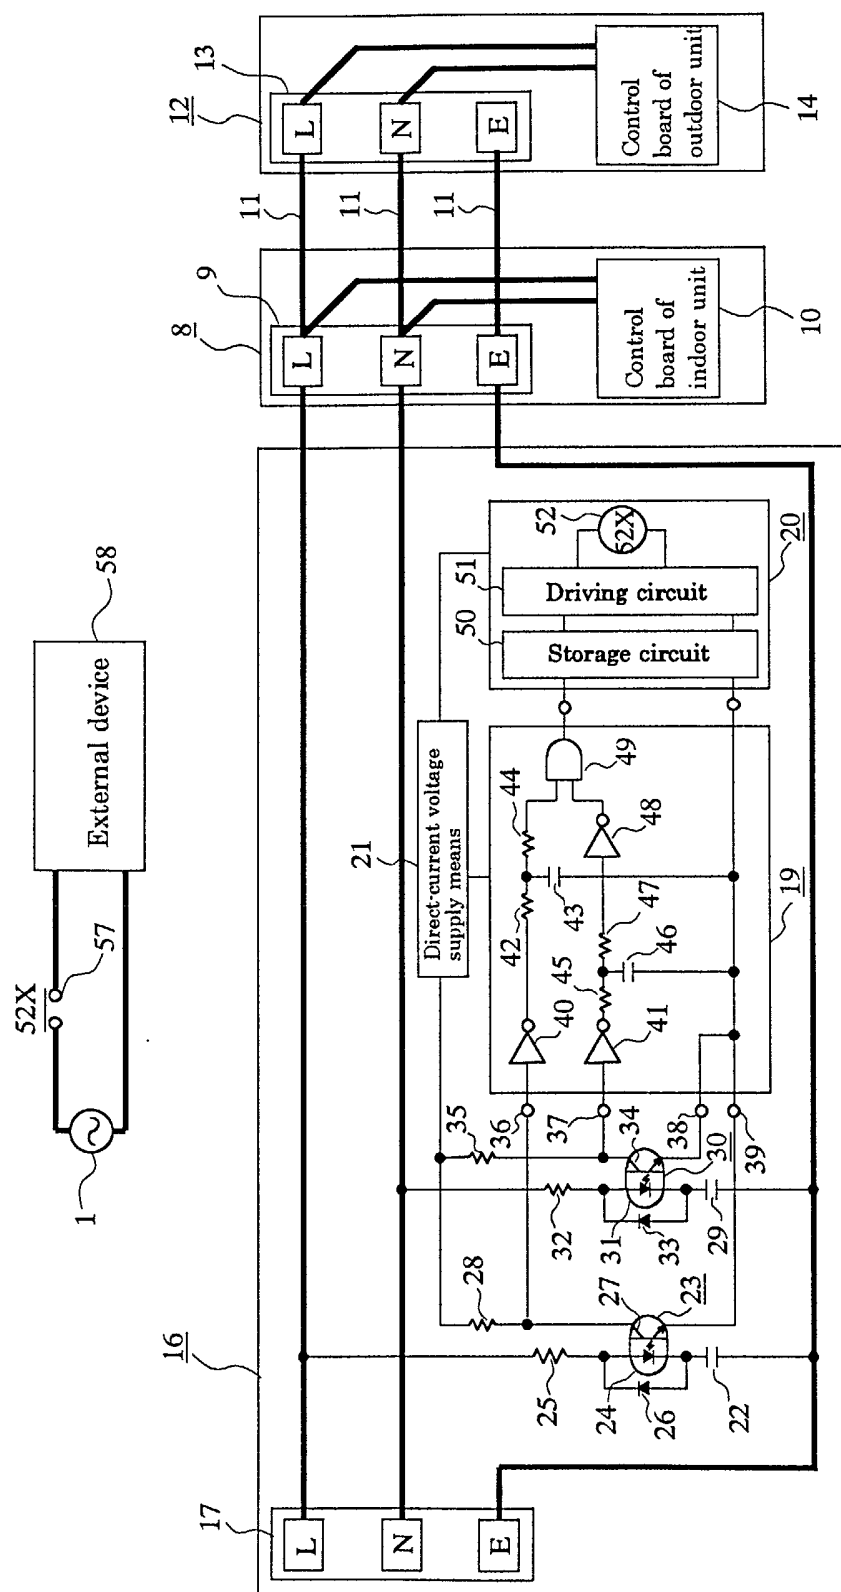 1
52X
57
External device
58
16
17
L
N
E
21
Direct-current voltage
supply means
28
35
25
24
26
27
23
22
32
31
33
34
30
29
36
37
38
39
40
41
42
43
44
45
46
47
48
49
19
50
51
52
Storage circuit
Driving circuit
52X
20
8
9
L
N
E
Control
board of
indoor unit
10
11
11
11
12
13
L
N
E
Control
board of
outdoor unit
14